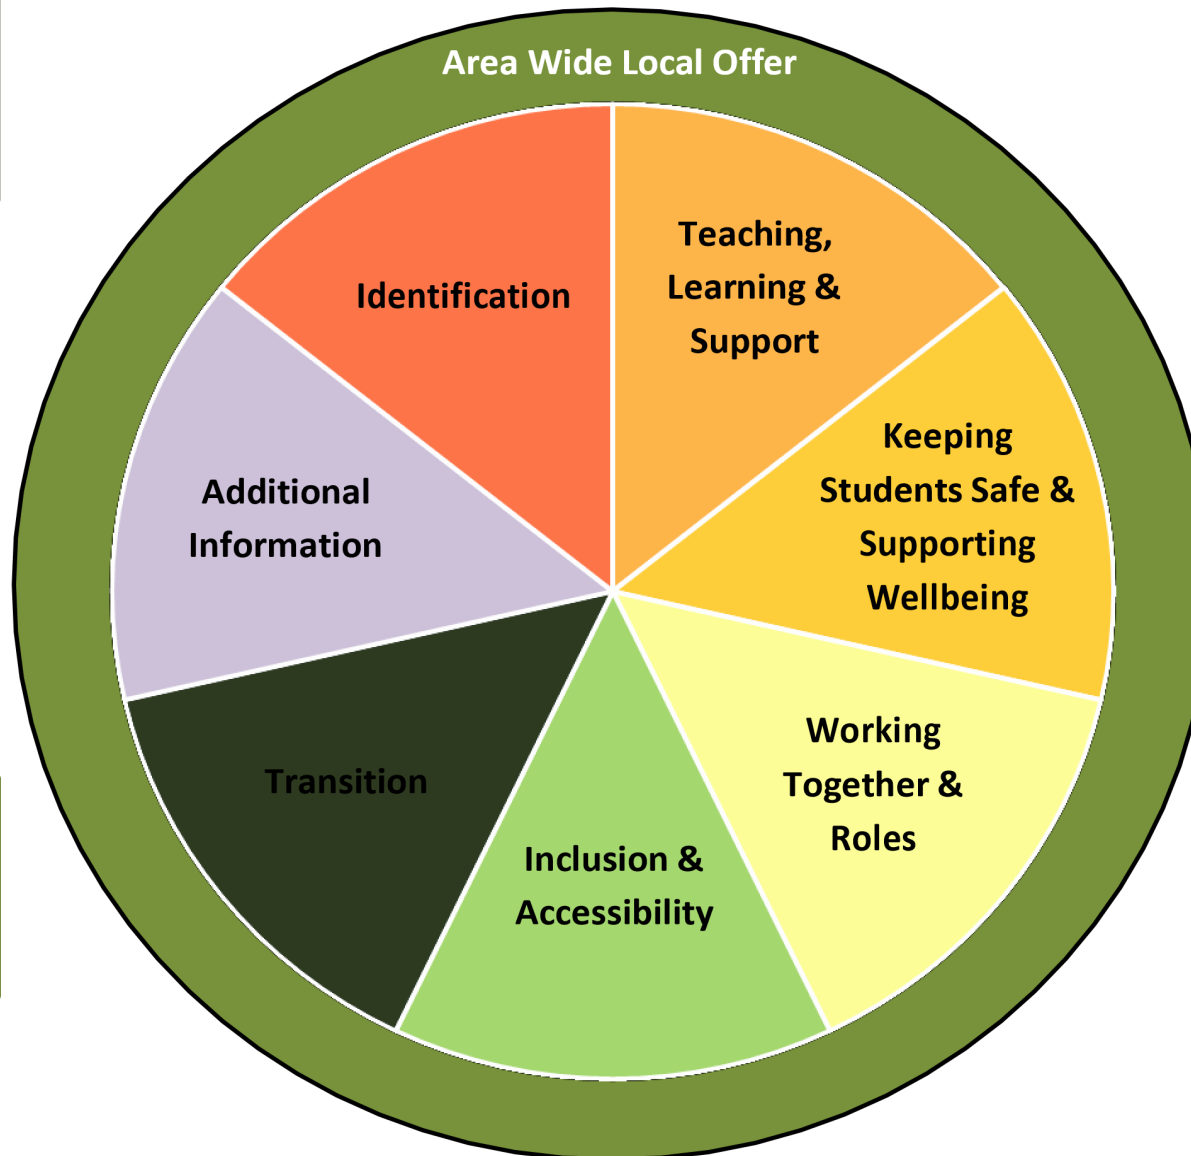 Area Wide Local Offer
Teaching,
Learning &
Support
Keeping
Students Safe &
Supporting
Wellbeing
Working
Together &
Roles
Inclusion &
Accessibility
Transition
Additional
Information
Identification